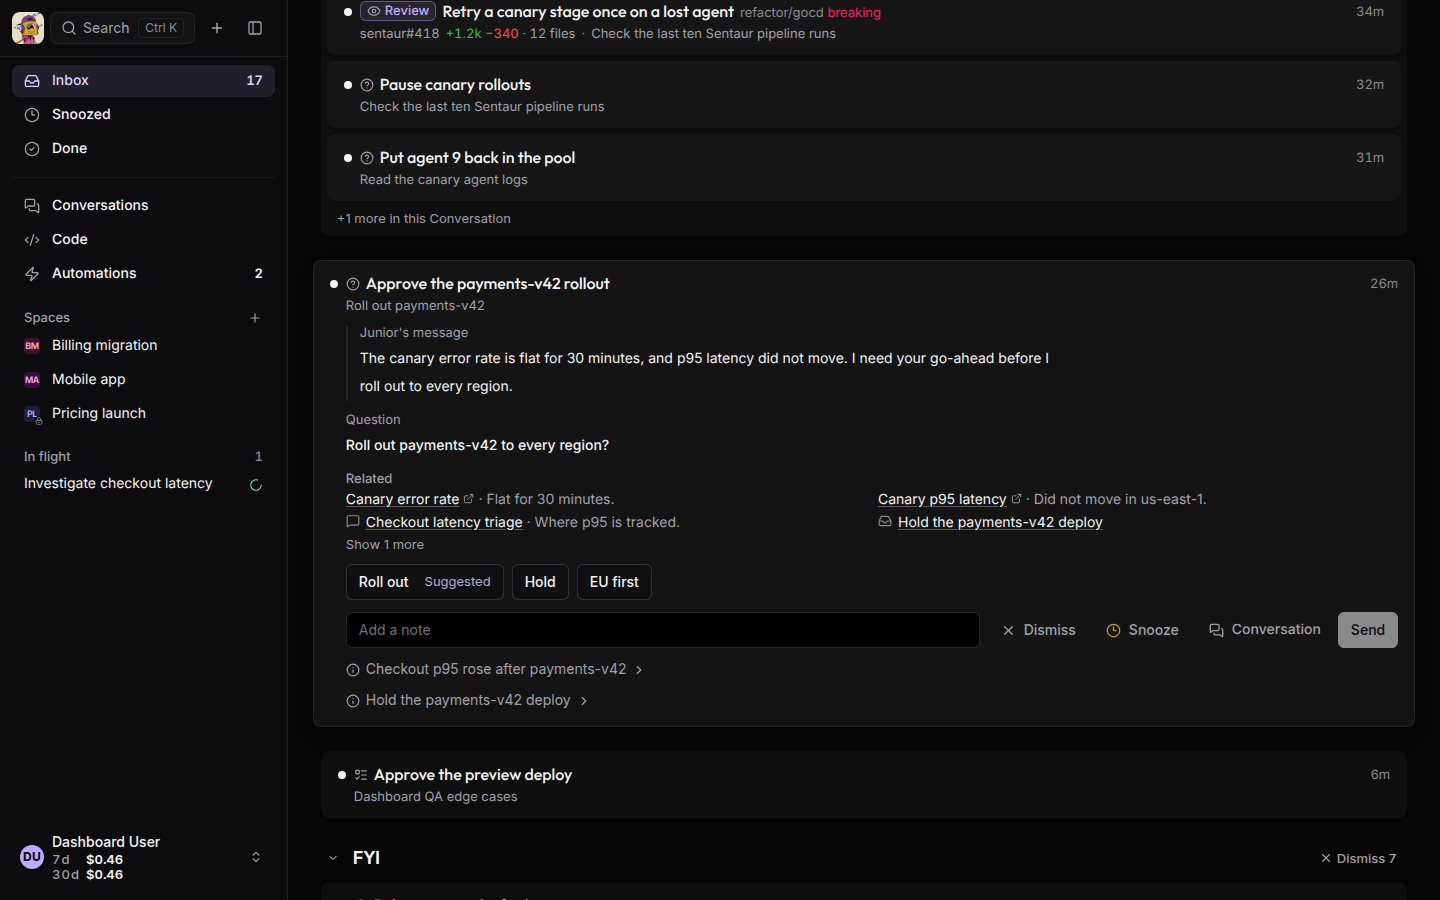 Search Ctrl K
Inbox 17
Snoozed
Done
Conversations
Code
Automations 2
Spaces
BM Billing migration
MA Mobile app
PL Pricing launch
In flight 1
Investigate checkout latency
DU Dashboard User
7d $0.46
30d $0.46
Review Retry a canary stage once on a lost agent refactor/gocd breaking 34m
sentaur#418 +1.2k −340 · 12 files · Check the last ten Sentaur pipeline runs
Pause canary rollouts 32m
Check the last ten Sentaur pipeline runs
Put agent 9 back in the pool 31m
Read the canary agent logs
+1 more in this Conversation
Approve the payments-v42 rollout 26m
Roll out payments-v42
Junior's message
The canary error rate is flat for 30 minutes, and p95 latency did not move. I need your go-ahead before I
roll out to every region.
Question
Roll out payments-v42 to every region?
Related
Canary error rate · Flat for 30 minutes. Canary p95 latency · Did not move in us-east-1.
Checkout latency triage · Where p95 is tracked. Hold the payments-v42 deploy
Show 1 more
Roll out Suggested Hold EU first
Add a note Dismiss Snooze Conversation Send
Checkout p95 rose after payments-v42
Hold the payments-v42 deploy
Approve the preview deploy 6m
Dashboard QA edge cases
FYI Dismiss 7